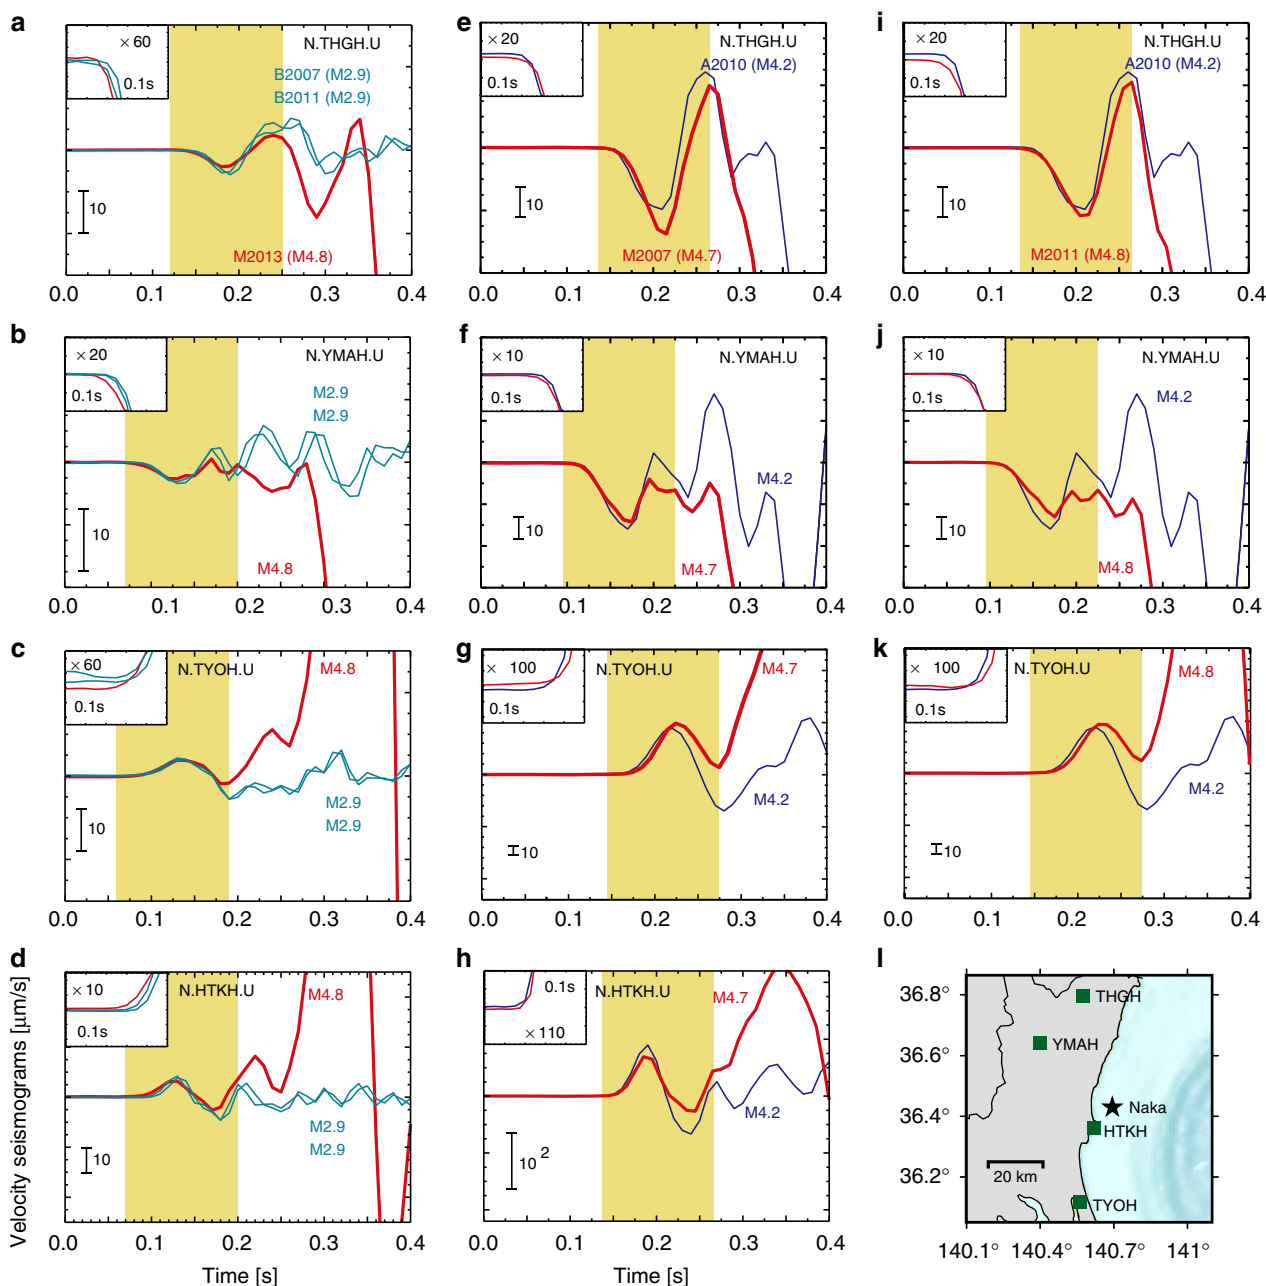 a
× 60
0.1s
N.THGH.U
B2007 (M2.9)
B2011 (M2.9)
10
M2013 (M4.8)
0.0 0.1 0.2 0.3 0.4
e
× 20
0.1s
N.THGH.U
A2010 (M4.2)
10
M2007 (M4.7)
0.0 0.1 0.2 0.3 0.4
i
× 20
0.1s
N.THGH.U
A2010 (M4.2)
10
M2011 (M4.8)
0.0 0.1 0.2 0.3 0.4
b
× 20
0.1s
N.YMAH.U
M2.9
M2.9
10
M4.8
0.0 0.1 0.2 0.3 0.4
f
× 10
0.1s
N.YMAH.U
M4.2
10
M4.7
0.0 0.1 0.2 0.3 0.4
j
× 10
0.1s
N.YMAH.U
M4.2
10
M4.8
0.0 0.1 0.2 0.3 0.4
c
× 60
0.1s
N.TYOH.U
M4.8
M2.9
M2.9
10
0.0 0.1 0.2 0.3 0.4
g
× 100
0.1s
N.TYOH.U
M4.7
M4.2
10
0.0 0.1 0.2 0.3 0.4
k
× 100
0.1s
N.TYOH.U
M4.8
M4.2
10
0.0 0.1 0.2 0.3 0.4
d
× 10
0.1s
N.HTKH.U
M4.8
M2.9
M2.9
10
0.0 0.1 0.2 0.3 0.4
Time [s]
Velocity seismograms [μm/s]
h
0.1s
× 110
N.HTKH.U
M4.7
M4.2
10 2
0.0 0.1 0.2 0.3 0.4
Time [s]
l
36.8°
36.6°
36.4°
36.2°
THGH
YMAH
Naka
HTKH
20 km
TYOH
140.1° 140.4° 140.7° 141°